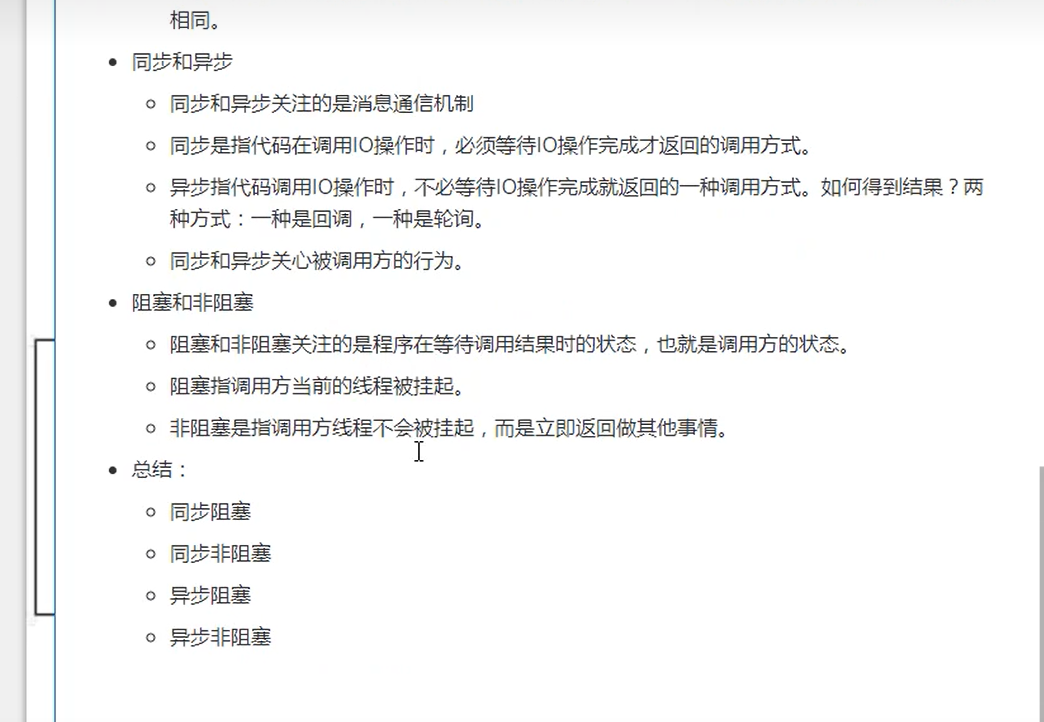 相同。
同步和异步
同步和异步关注的是消息通信机制
同步是指代码在调用IO操作时，必须等待IO操作完成才返回的调用方式。
异步指代码调用IO操作时，不必等待IO操作完成就返回的一种调用方式。如何得到结果？两
种方式：一种是回调，一种是轮询。
同步和异步关心被调用方的行为。
阻塞和非阻塞
阻塞和非阻塞关注的是程序在等待调用结果时的状态，也就是调用方的状态。
阻塞指调用方当前的线程被挂起。
非阻塞是指调用方线程不会被挂起，而是立即返回做其他事情。
总结：
同步阻塞
同步非阻塞
异步阻塞
异步非阻塞